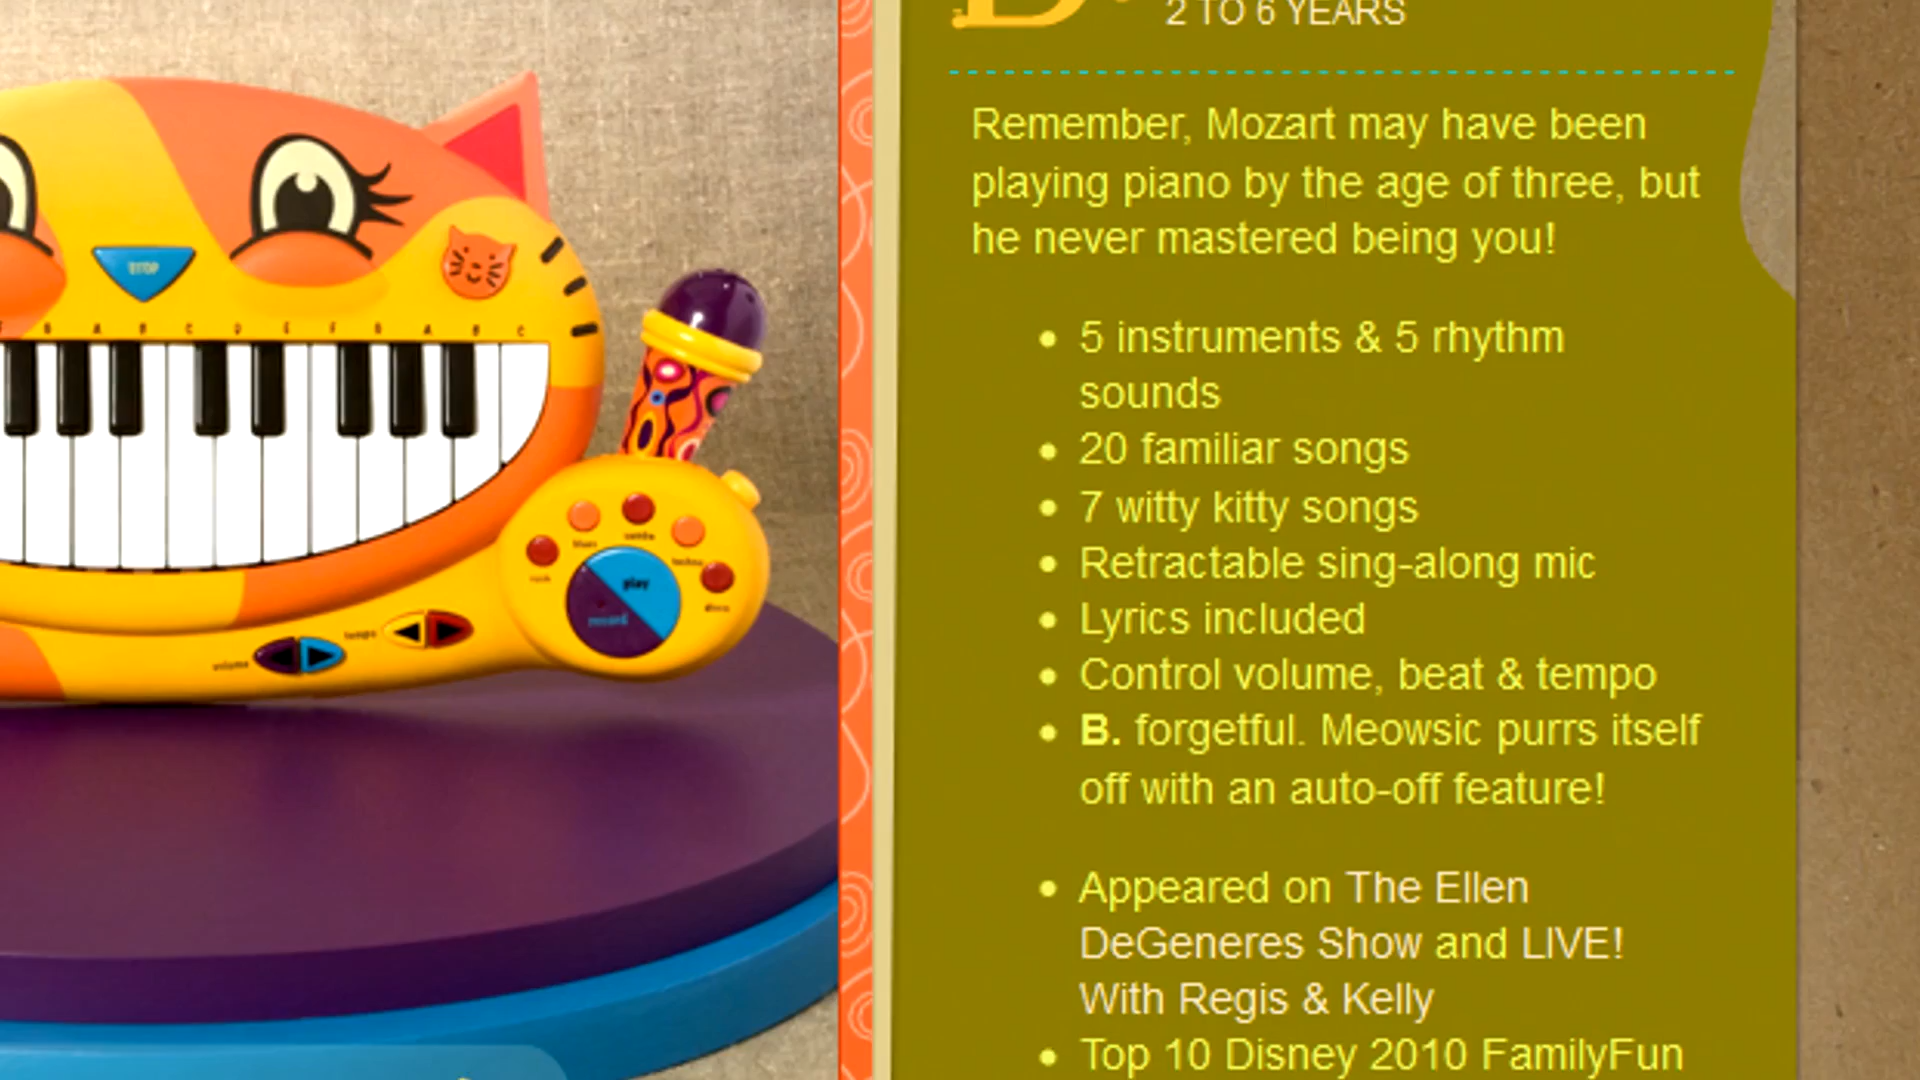 2 TO 6 YEARS
Remember, Mozart may have been
playing piano by the age of three, but
he never mastered being you!
5 instruments & 5 rhythm
sounds
20 familiar songs
7 witty kitty songs
Retractable sing-along mic
Lyrics included
Control volume, beat & tempo
B. forgetful. Meowsic purrs itself
off with an auto-off feature!
Appeared on The Ellen
DeGeneres Show and LIVE!
With Regis & Kelly
Top 10 Disney 2010 FamilyFun
STOP
A B C D E F G A B C
play
record
tempo
volume